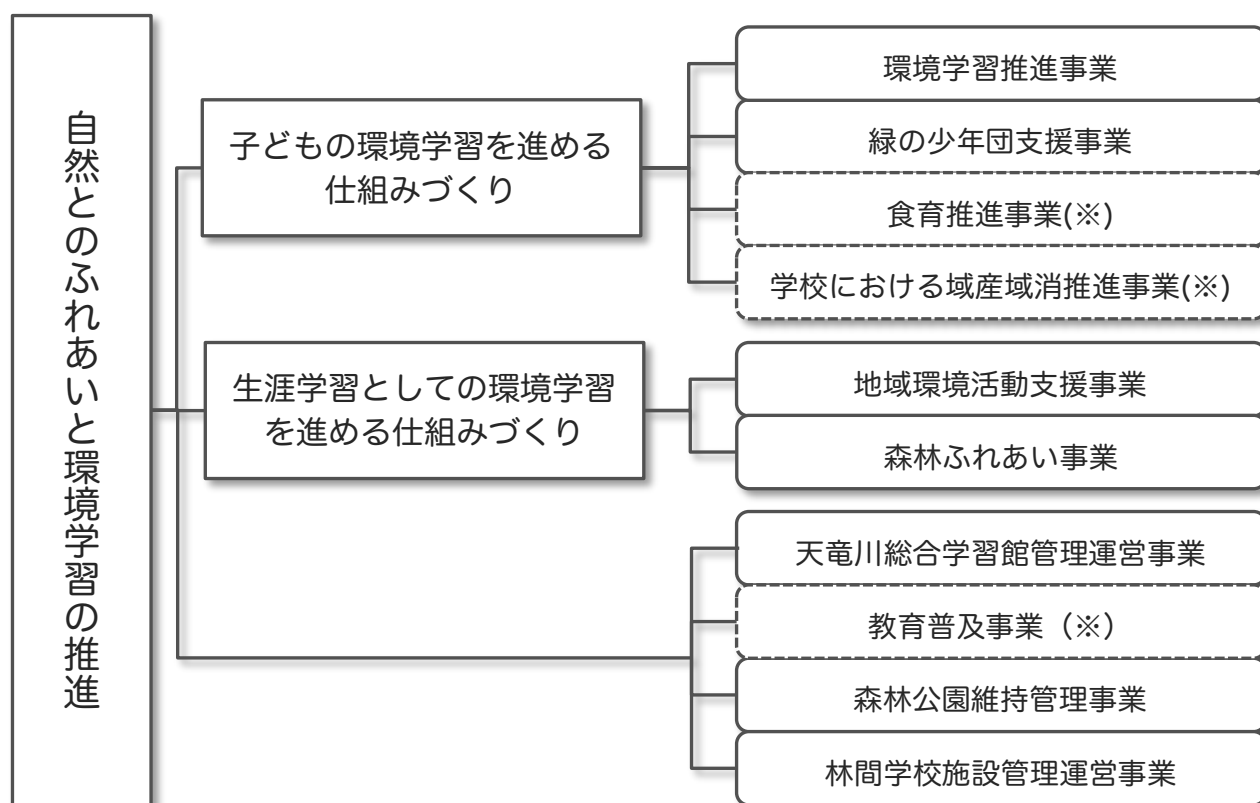 自然とのふれあいと環境学習の推進
子どもの環境学習を進める
仕組みづくり
環境学習推進事業
緑の少年団支援事業
食育推進事業(※)
学校における域産域消推進事業(※)
生涯学習としての環境学習
を進める仕組みづくり
地域環境活動支援事業
森林ふれあい事業
天竜川総合学習館管理運営事業
教育普及事業（※）
森林公園維持管理事業
林間学校施設管理運営事業